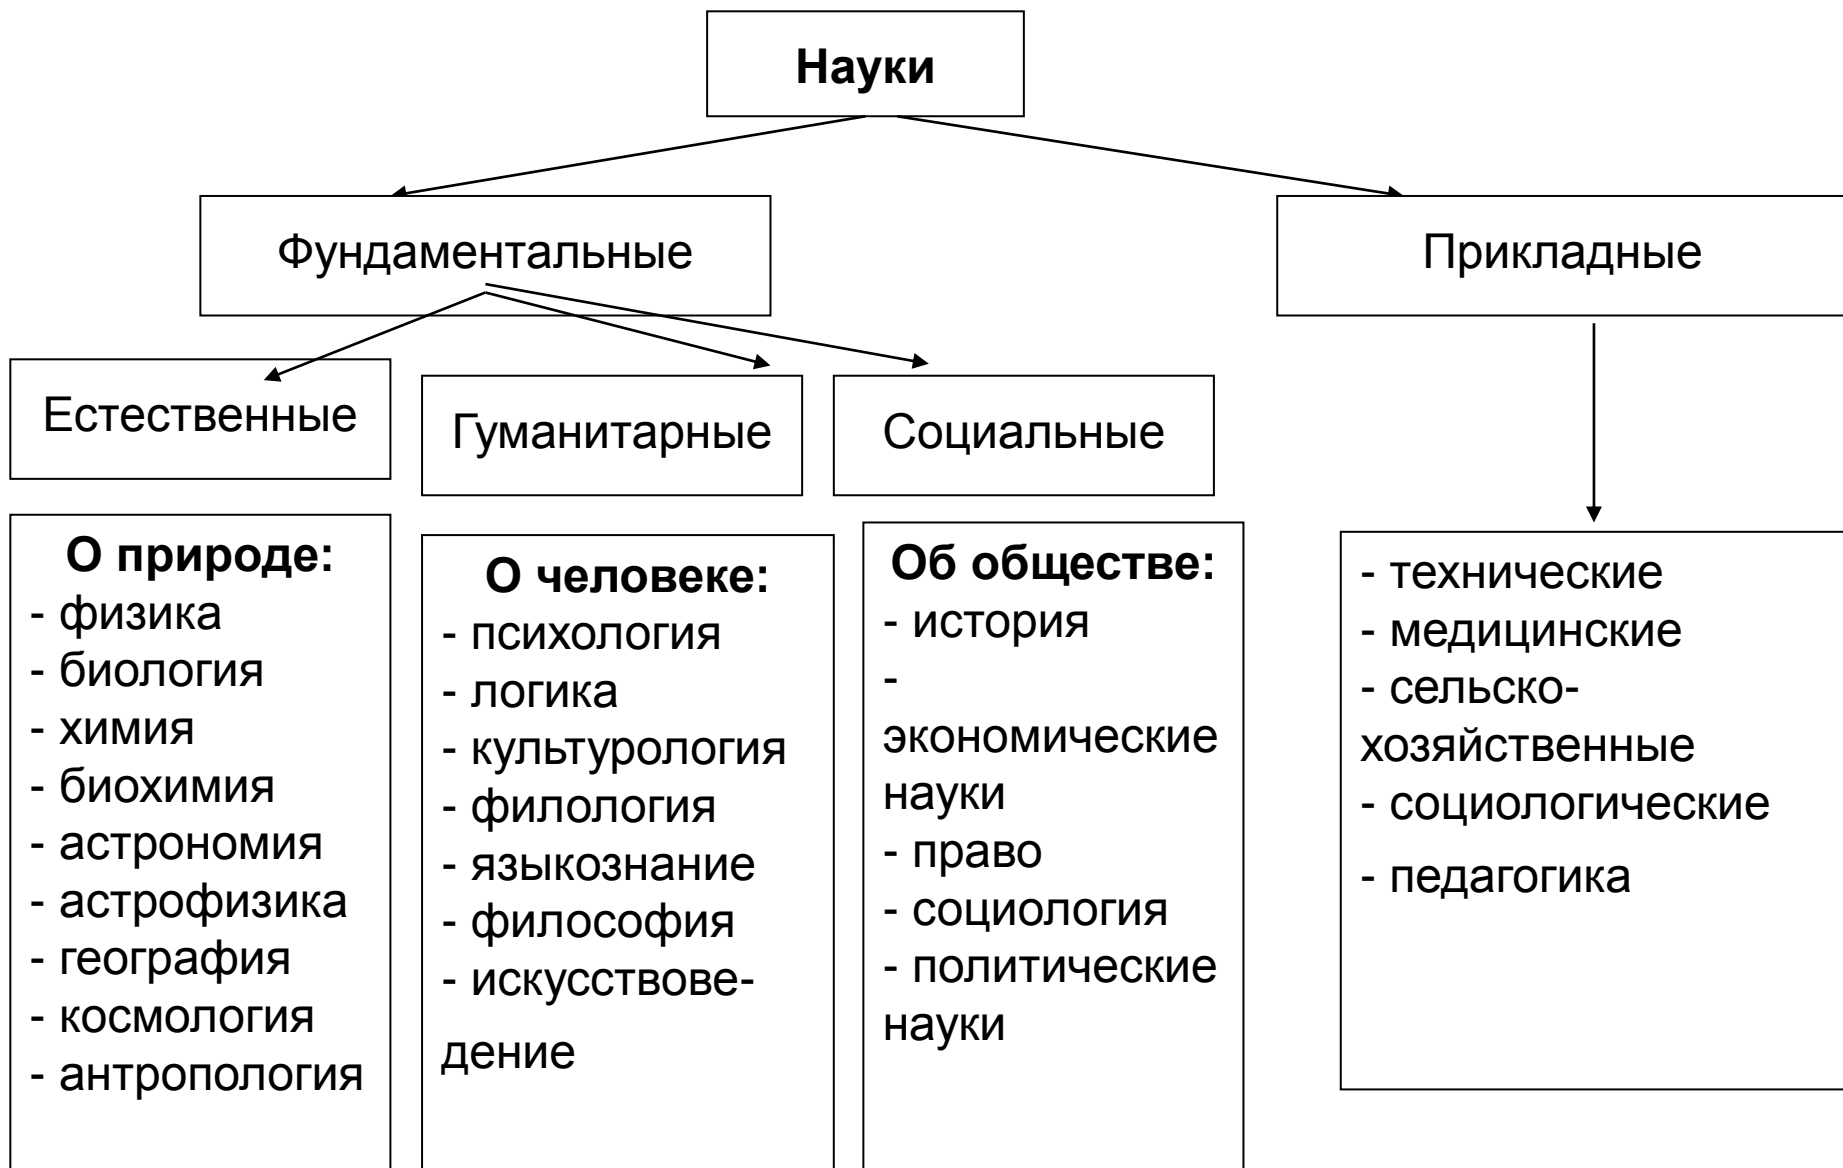 Науки
Фундаментальные
Прикладные
Естественные
Гуманитарные
Социальные
О природе:
- физика
- биология
- химия
- биохимия
- астрономия
- астрофизика
- география
- космология
- антропология
О человеке:
- психология
- логика
- культурология
- филология
- языкознание
- философия
- искусствове-
дение
Об обществе:
- история
-
экономические
науки
- право
- социология
- политические
науки
- технические
- медицинские
- сельско-
хозяйственные
- социологические
- педагогика